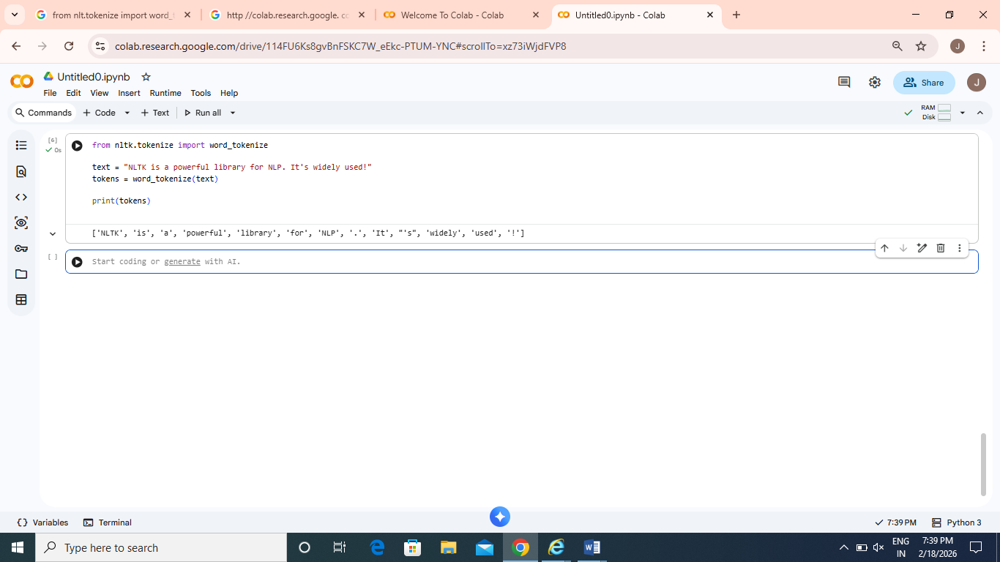 from nlt.tokenize import word_
http://colab.research.google. co
Welcome To Colab - Colab
Untitled0.ipynb - Colab
colab.research.google.com/drive/114FU6Ks8gvBnFSKC7W_eEkc-PTUM-YNC#scrollTo=xz73iWjdFVP8
J
Untitled0.ipynb
File Edit View Insert Runtime Tools Help
Share
J
Commands + Code + Text Run all
RAM
Disk
[6]
0s
from nltk.tokenize import word_tokenize
text = "NLTK is a powerful library for NLP. It's widely used!"
tokens = word_tokenize(text)
print(tokens)
['NLTK', 'is', 'a', 'powerful', 'library', 'for', 'NLP', '.', 'It', "'s", 'widely', 'used', '!']
[ ]
Start coding or generate with AI.
Variables Terminal
7:39 PM Python 3
Type here to search
ENG
IN
7:39 PM
2/18/2026